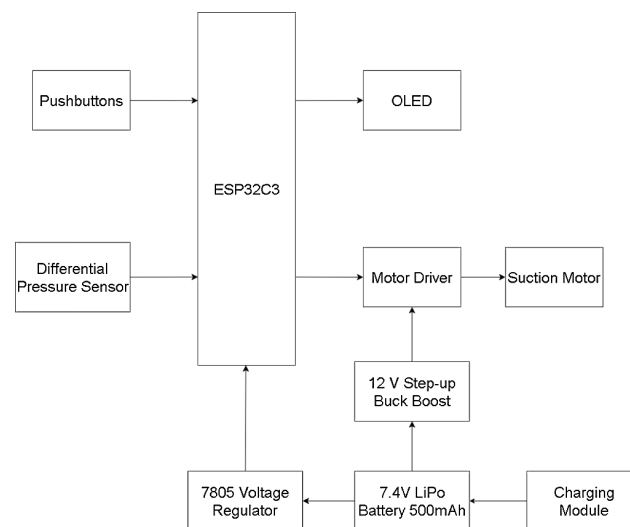 Pushbuttons
OLED
ESP32C3
Differential
Pressure Sensor
Motor Driver
Suction Motor
12 V Step-up
Buck Boost
7805 Voltage
Regulator
7.4V LiPo
Battery 500mAh
Charging
Module